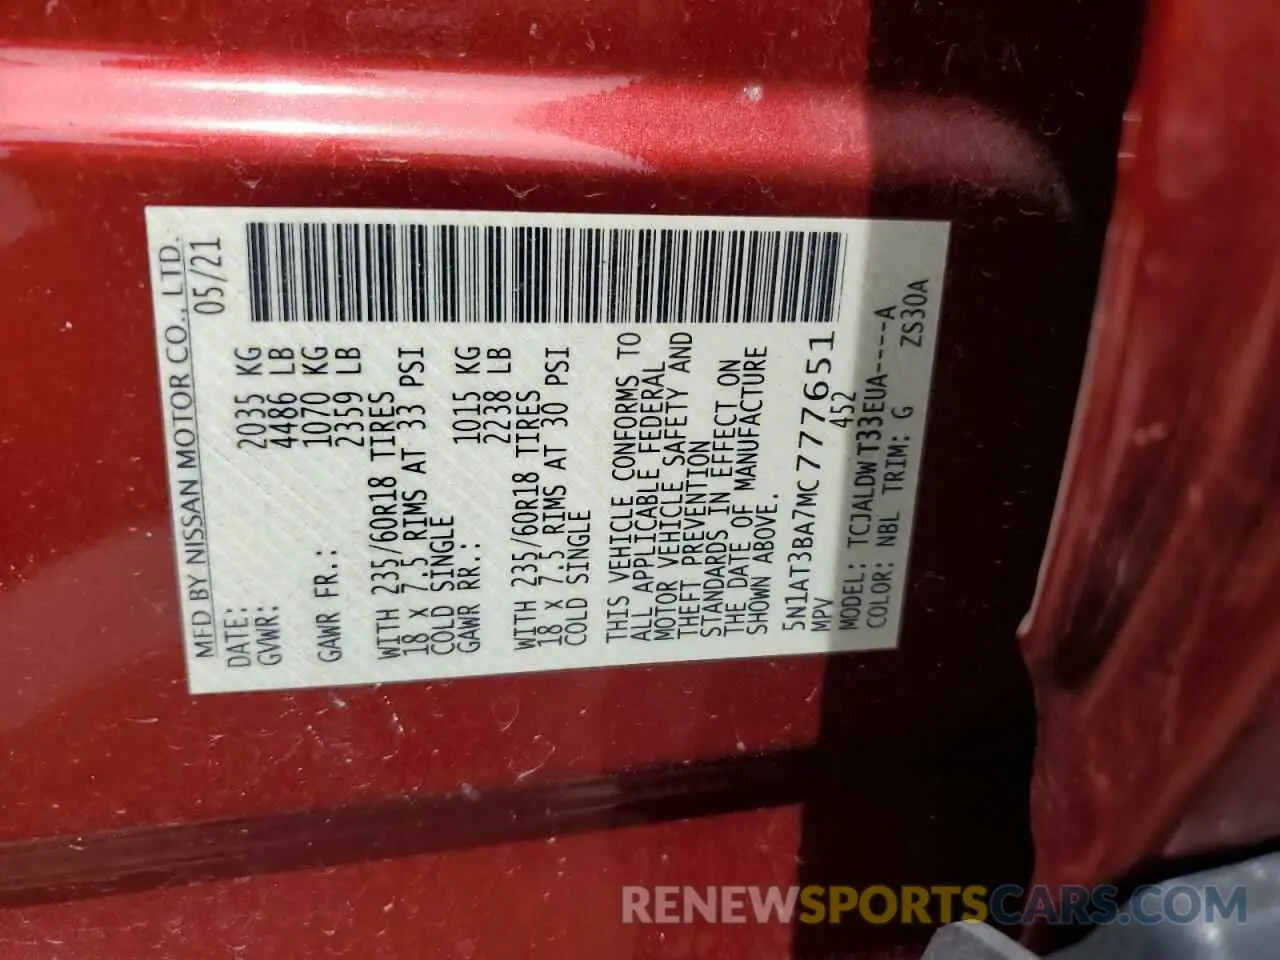 MFD BY NISSAN MOTOR CO., LTD.
DATE: 05/21
GVWR: 2035 KG
4486 LB
GAWR FR.: 1070 KG
2359 LB
WITH 235/60R18 TIRES
18 X 7.5 RIMS AT 33 PSI
COLD SINGLE
GAWR RR.: 1015 KG
2238 LB
WITH 235/60R18 TIRES
18 X 7.5 RIMS AT 30 PSI
COLD SINGLE
THIS VEHICLE CONFORMS TO
ALL APPLICABLE FEDERAL
MOTOR VEHICLE SAFETY AND
THEFT PREVENTION
STANDARDS IN EFFECT ON
THE DATE OF MANUFACTURE
SHOWN ABOVE.
5N1AT3BA7MC777651
MPV 452
MODEL: TCJALDW T33EUA----A
COLOR: NBL TRIM: G ZS30A
RENEWSPORTSCARS.COM